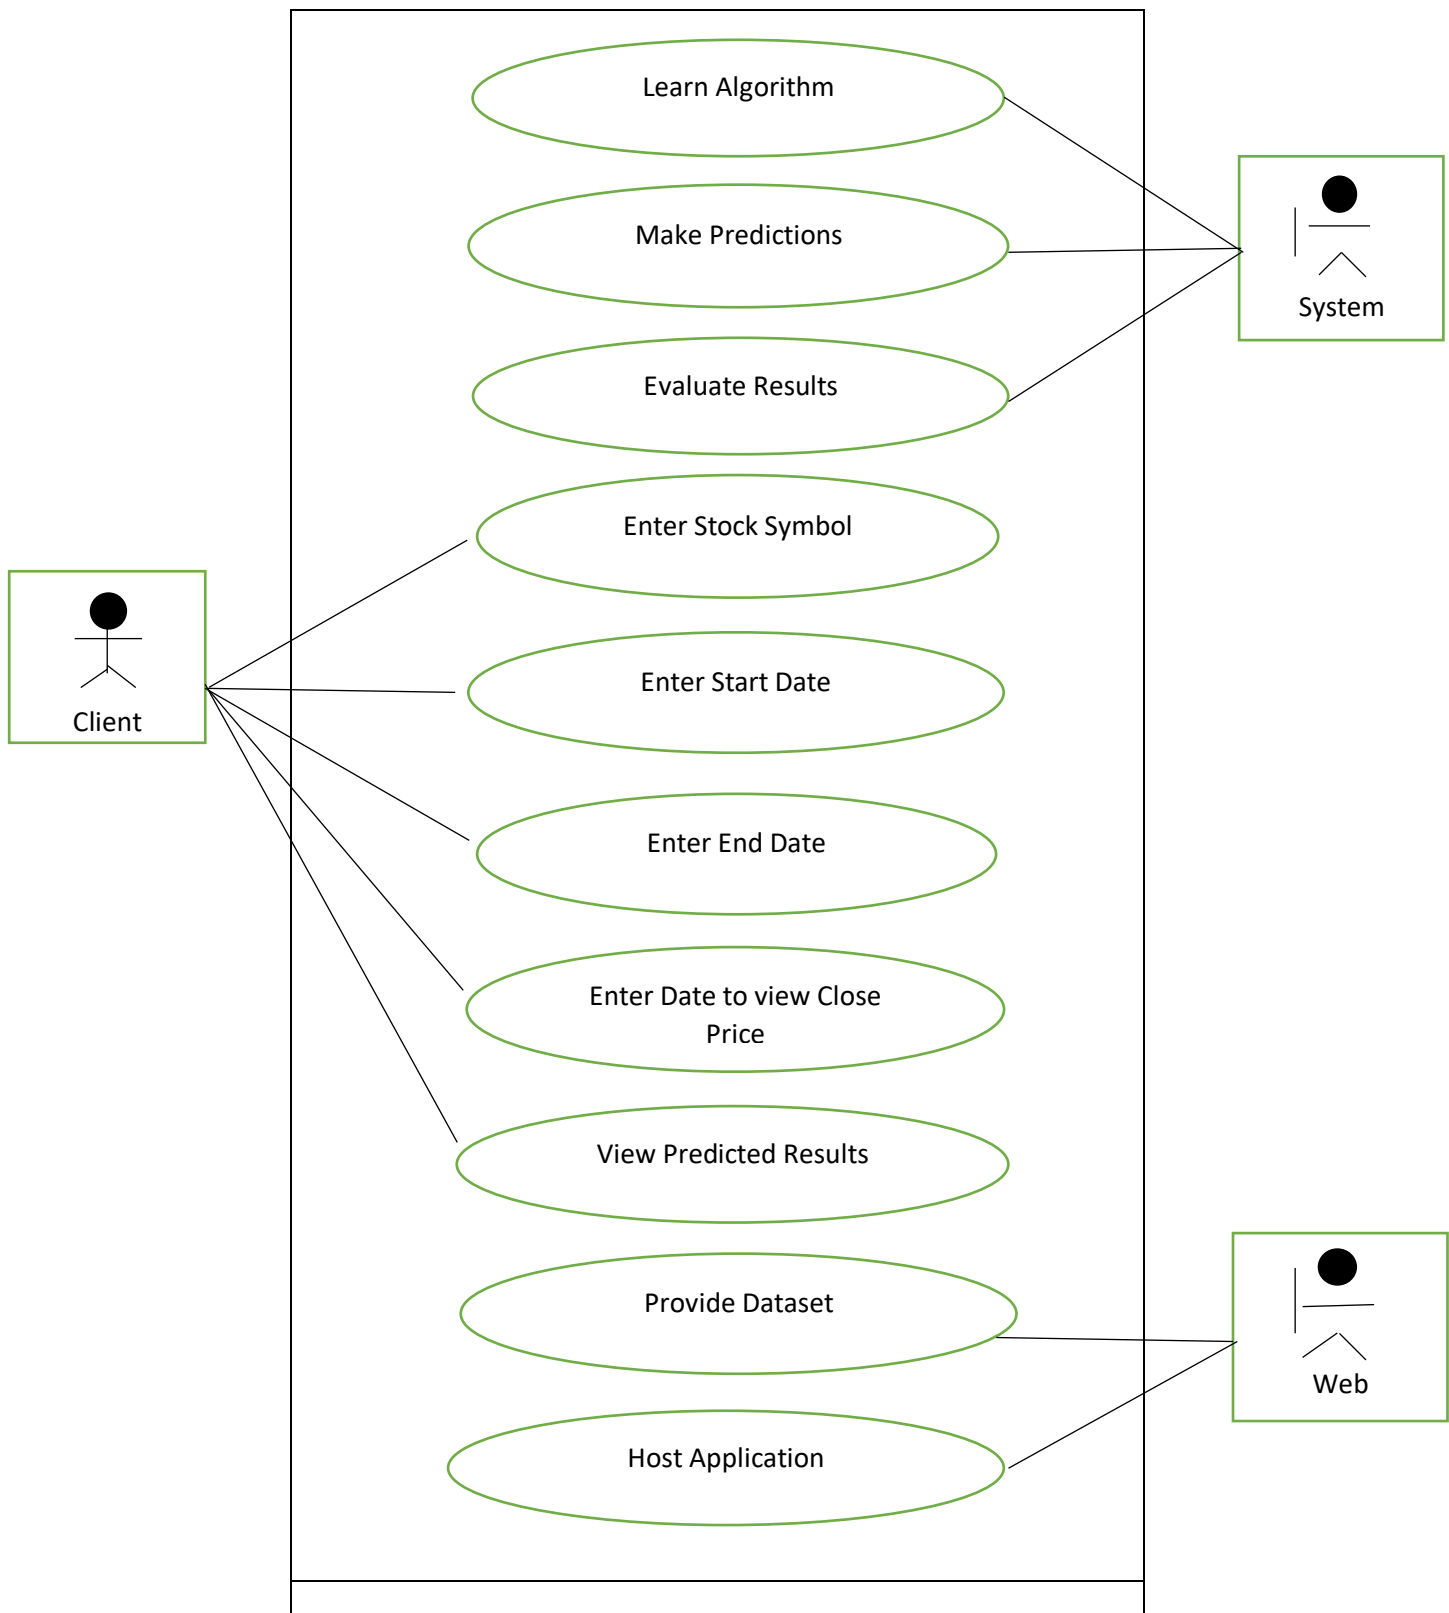 Learn Algorithm
Make Predictions
System
Evaluate Results
Enter Stock Symbol
Enter Start Date
Client
Enter End Date
Enter Date to view Close
Price
View Predicted Results
Provide Dataset
Web
Host Application